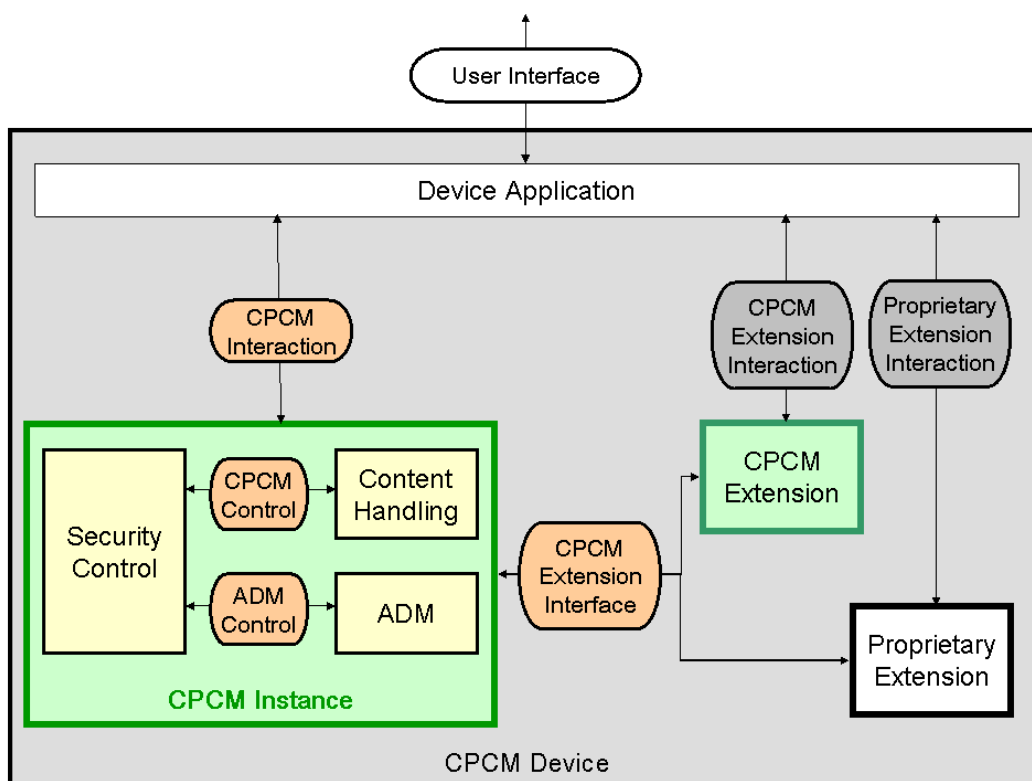 User Interface
Device Application
CPCM
Interaction
CPCM
Extension
Interaction
Proprietary
Extension
Interaction
Security
Control
CPCM
Control
Content
Handling
ADM
Control
ADM
CPCM Instance
CPCM
Extension
Interface
CPCM
Extension
Proprietary
Extension
CPCM Device